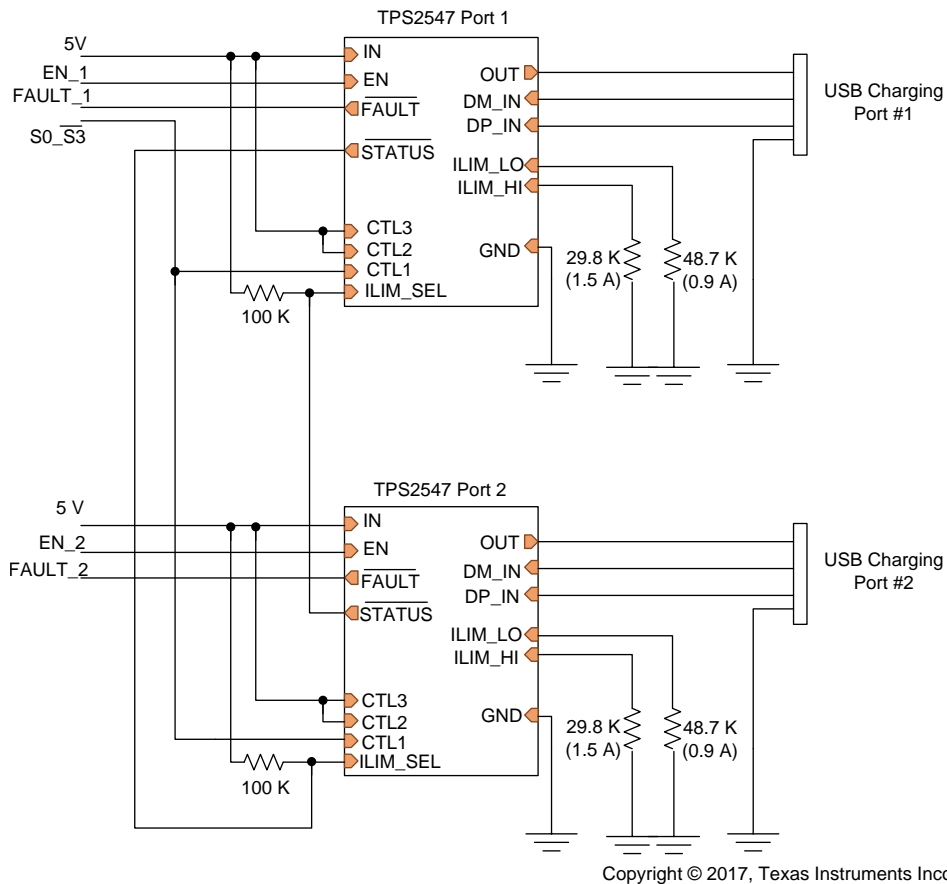 TPS2547 Port 1
5V
EN_1
FAULT_1
S0_S3
IN
EN
FAULT
STATUS
CTL3
CTL2
CTL1
ILIM_SEL
100 K
OUT
DM_IN
DP_IN
ILIM_LO
ILIM_HI
GND
29.8 K
(1.5 A)
48.7 K
(0.9 A)
USB Charging
Port #1
TPS2547 Port 2
5 V
EN_2
FAULT_2
IN
EN
FAULT
STATUS
CTL3
CTL2
CTL1
ILIM_SEL
100 K
OUT
DM_IN
DP_IN
ILIM_LO
ILIM_HI
GND
29.8 K
(1.5 A)
48.7 K
(0.9 A)
USB Charging
Port #2
Copyright © 2017, Texas Instruments Inc